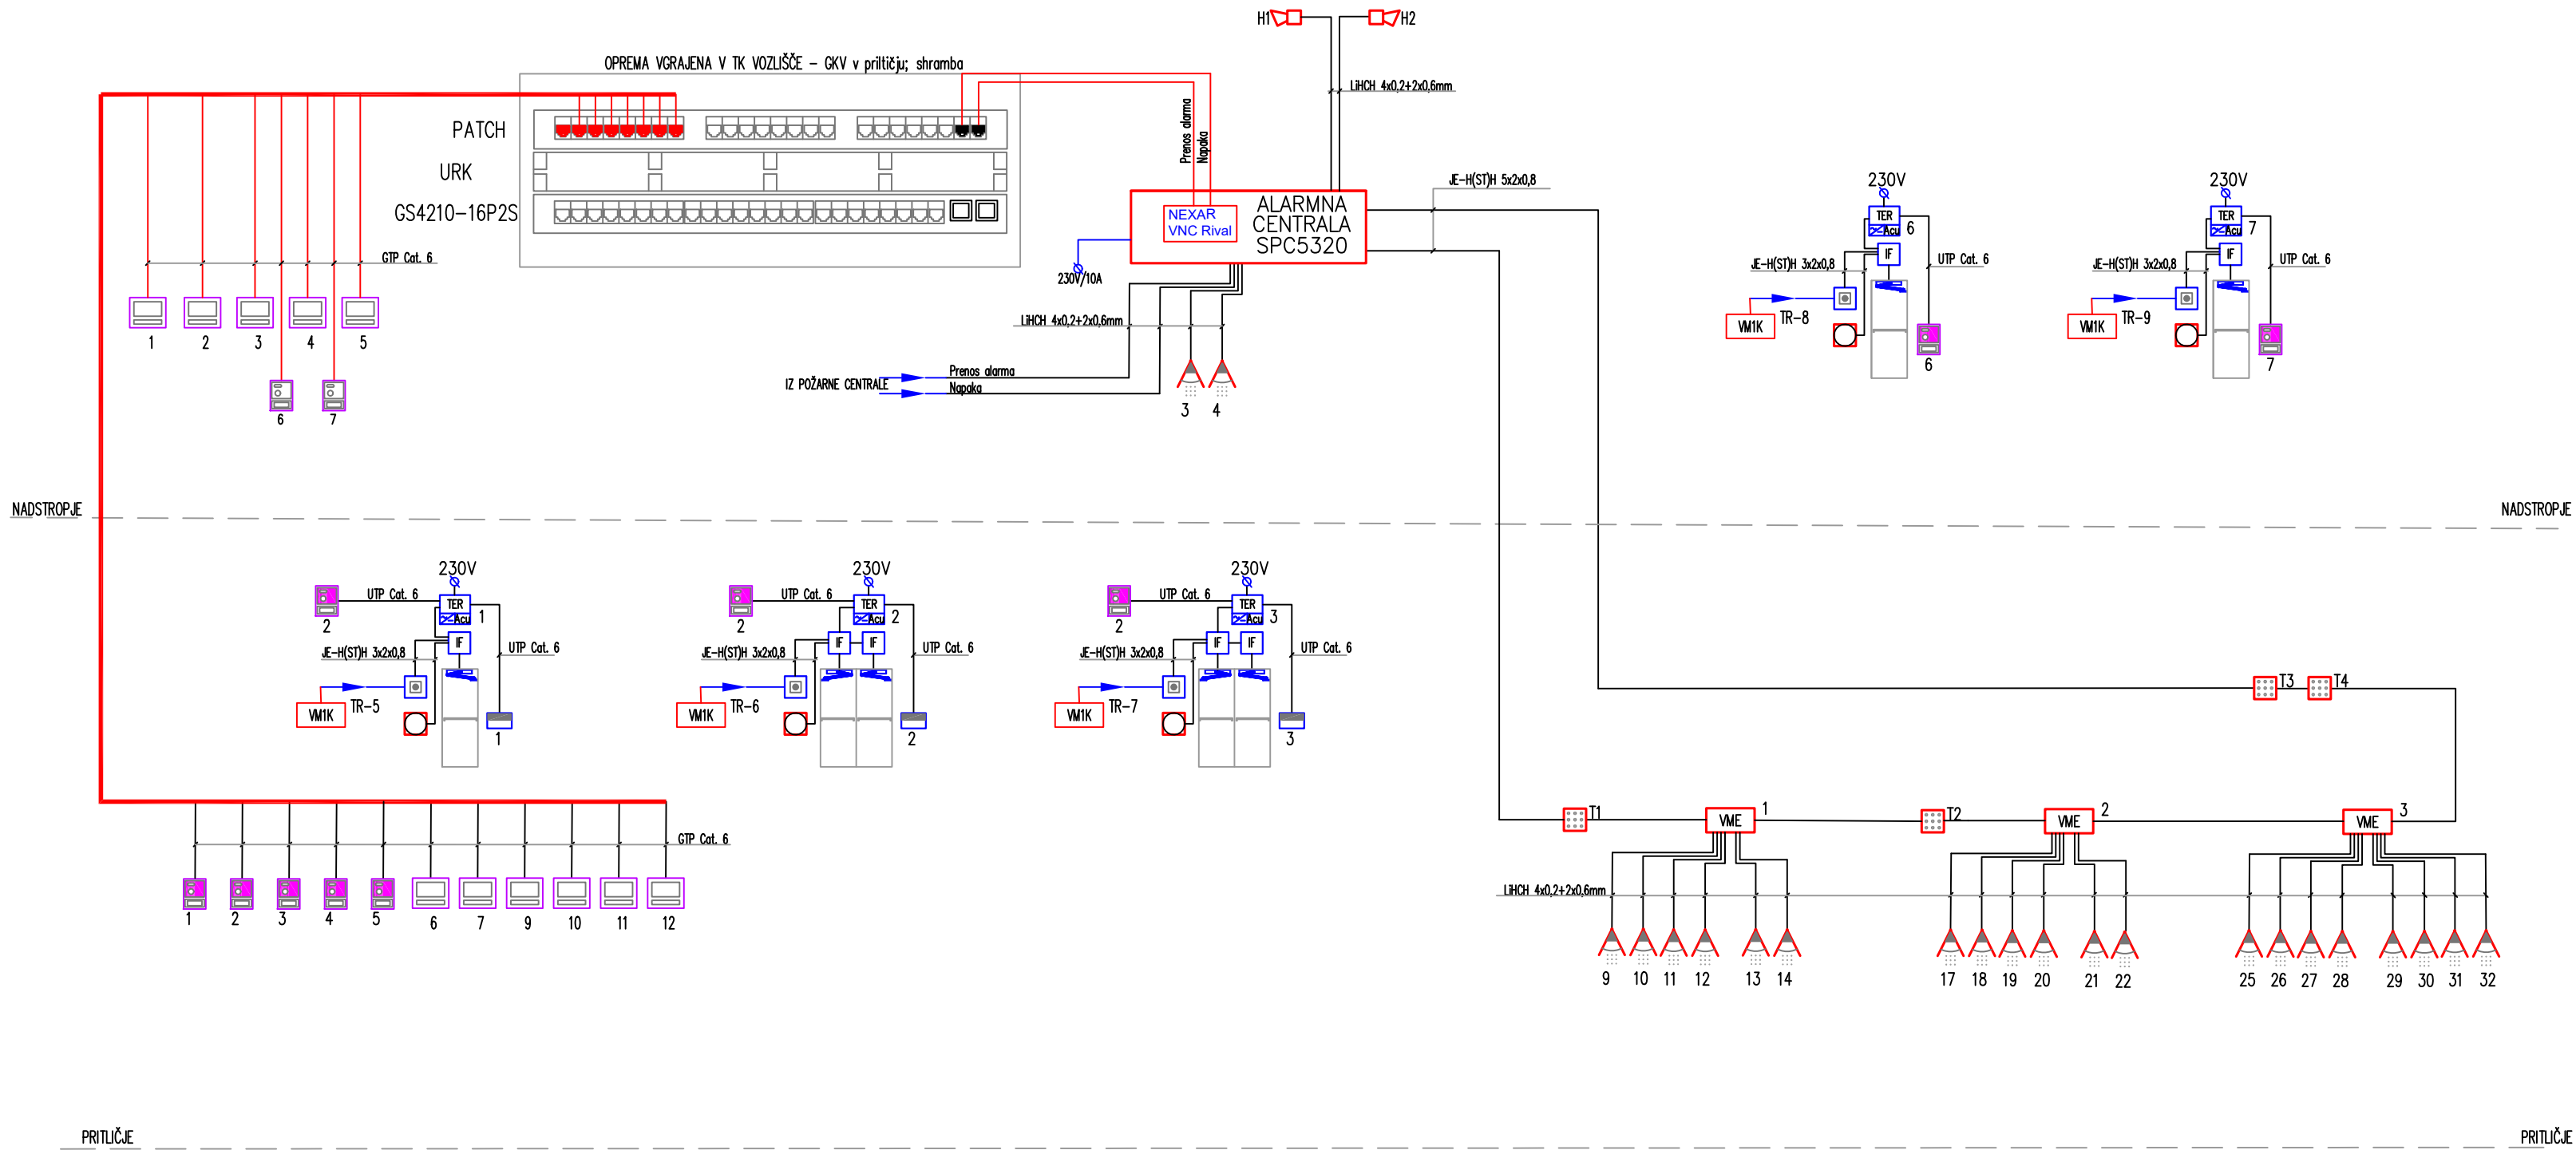 H1
H2
OPREMA VGRAJENA V TK VOZLIŠČE - GKV v priltičju; shramba
LiHCH 4x0,2+2x0,6mm
PATCH
URK
GS4210-16P2S
Prenos alarma
Napaka
JE-H(ST)H 5x2x0,8
NEXAR
VNC Rival
ALARMNA
CENTRALA
SPC5320
230V/10A
GTP Cat. 6
1
2
3
4
5
6
7
LiHCH 4x0,2+2x0,6mm
IZ POŽARNE CENTRALE
Prenos alarma
Napaka
3
4
230V
TER
Acu
6
IF
JE-H(ST)H 3x2x0,8
UTP Cat. 6
VM1K
TR-8
6
230V
TER
Acu
7
IF
JE-H(ST)H 3x2x0,8
UTP Cat. 6
VM1K
TR-9
7
NADSTROPJE
NADSTROPJE
230V
UTP Cat. 6
TER
Acu
1
2
IF
JE-H(ST)H 3x2x0,8
UTP Cat. 6
VM1K
TR-5
1
230V
UTP Cat. 6
TER
Acu
2
2
IF
IF
JE-H(ST)H 3x2x0,8
UTP Cat. 6
VM1K
TR-6
2
230V
UTP Cat. 6
TER
Acu
3
2
IF
IF
JE-H(ST)H 3x2x0,8
UTP Cat. 6
VM1K
TR-7
3
T3
T4
T1
VME
1
T2
VME
2
VME
3
GTP Cat. 6
1
2
3
4
5
6
7
9
10
11
12
LiHCH 4x0,2+2x0,6mm
9
10
11
12
13
14
17
18
19
20
21
22
25
26
27
28
29
30
31
32
PRITLIČJE
PRITLIČJE